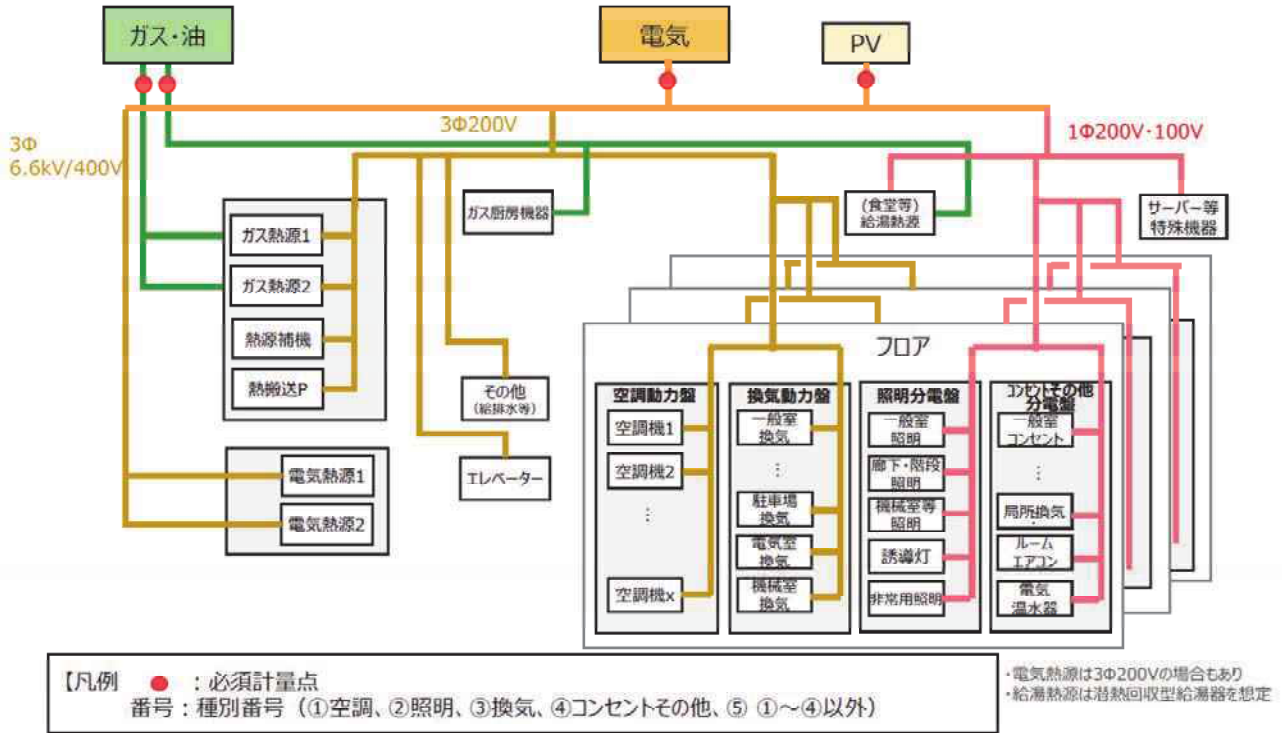 ガス・油
電気
PV
3Φ
6.6kV/400V
3Φ200V
1Φ200V・100V
ガス熱源1
ガス熱源2
熱源補機
熱搬送P
電気熱源1
電気熱源2
ガス厨房機器
その他
(給排水等)
エレベーター
(食堂等)
給湯熱源
サーバー等
特殊機器
フロア
空調動力盤
空調機1
空調機2
⋮
空調機x
換気動力盤
一般室
換気
⋮
駐車場
換気
電気室
換気
機械室
換気
照明分電盤
一般室
照明
廊下・階段
照明
機械室等
照明
誘導灯
非常用照明
コンセントその他
分電盤
一般室
コンセント
⋮
局所換気
ルーム
エアコン
電気
温水器
【凡例 ● : 必須計量点
番号 : 種別番号 (①空調、②照明、③換気、④コンセントその他、⑤ ①～④以外)
・電気熱源は3Φ200Vの場合もあり
・給湯熱源は潜熱回収型給湯器を想定